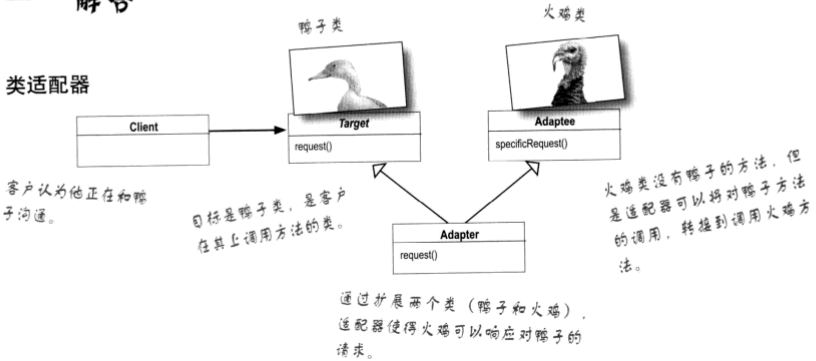 解答
鸭子类
火鸡类
类适配器
Client
Target
request()
Adaptee
specificRequest()
客户认为他正在和鸭
子沟通。
目标是鸭子类，是客户
在其上调用方法的类。
火鸡类没有鸭子的方法，但
是适配器可以将对鸭子方法
的调用，转接到调用火鸡方
法。
Adapter
request()
通过扩展两个类（鸭子和火鸡），
适配器使得火鸡可以响应对鸭子的
请求。